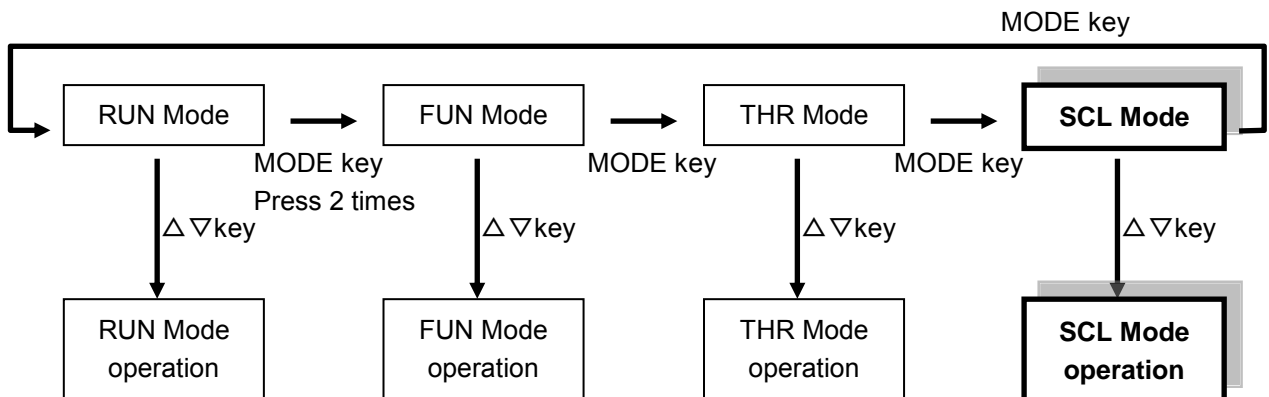 MODE key
RUN Mode
FUN Mode
THR Mode
SCL Mode
MODE key
Press 2 times
MODE key
MODE key
△▽key
△▽key
△▽key
△▽key
RUN Mode
operation
FUN Mode
operation
THR Mode
operation
SCL Mode
operation